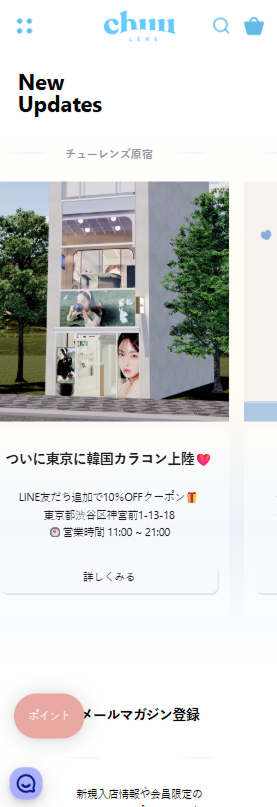 chuu
LENS
New
Updates
チューレンズ原宿
ついに東京に韓国カラコン上陸💖
LINE友だち追加で10%OFFクーポン🎁
東京都渋谷区神宮前1-13-18
🕙 営業時間 11:00 ~ 21:00
詳しくみる
ポイント
メールマガジン登録
新規入店情報や会員限定の